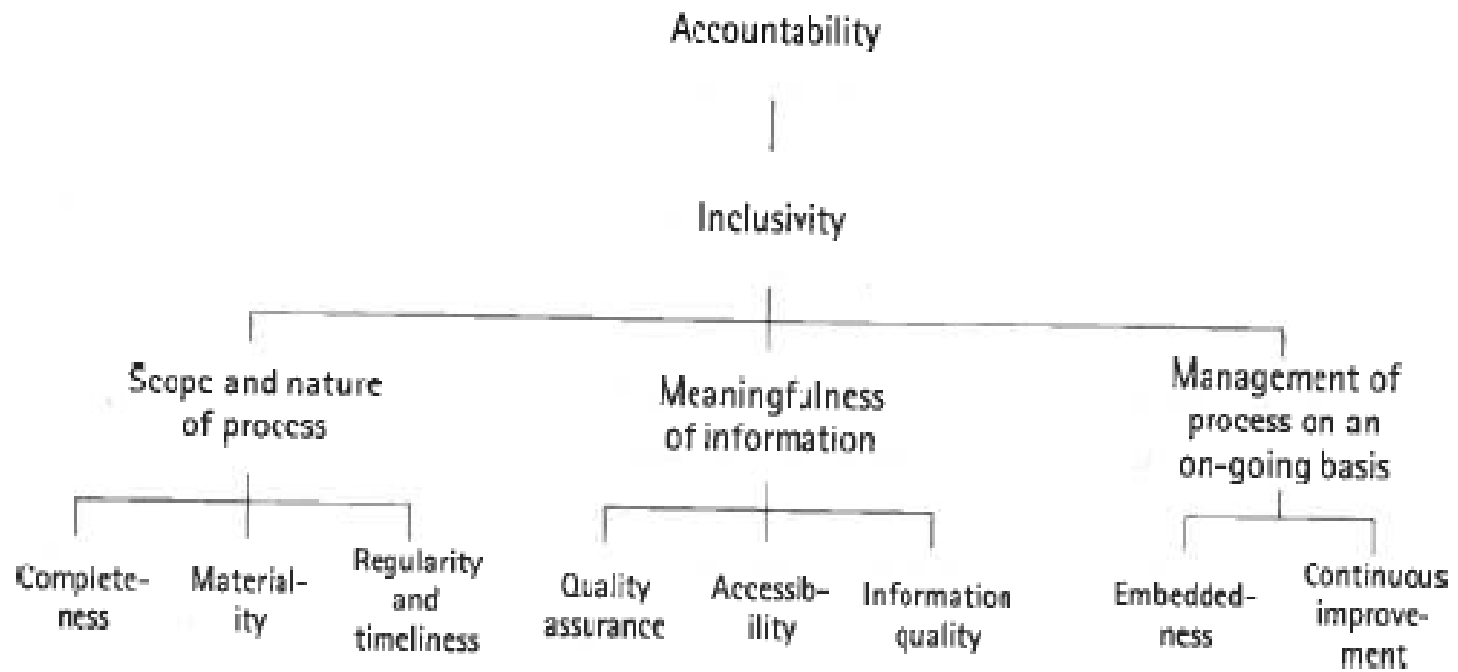 Accountability
Inclusivity
Scope and nature
of process
Meaningfulness
of information
Management of
process on an
on-going basis
Complete-
ness
Material-
ity
Regularity
and
timeliness
Quality
assurance
Accessib-
ility
Information
quality
Embedded-
ness
Continuous
improve-
ment